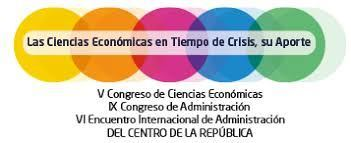 Las Ciencias Económicas en Tiempo de Crisis, su Aporte
V Congreso de Ciencias Económicas
IX Congreso de Administración
VI Encuentro Internacional de Administración
DEL CENTRO DE LA REPÚBLICA